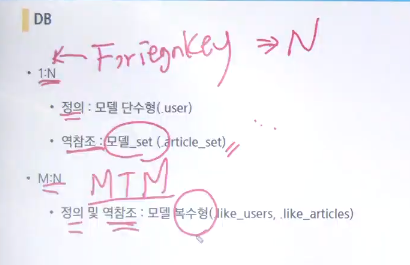 DB
← ForiegnKey ⇒ N
• 1:N
• 정의 : 모델 단수형(.user)
• 역참조 : 모델_set (.article_set)
• M:N MTM
• 정의 및 역참조 : 모델 복수형(.like_users, .like_articles)